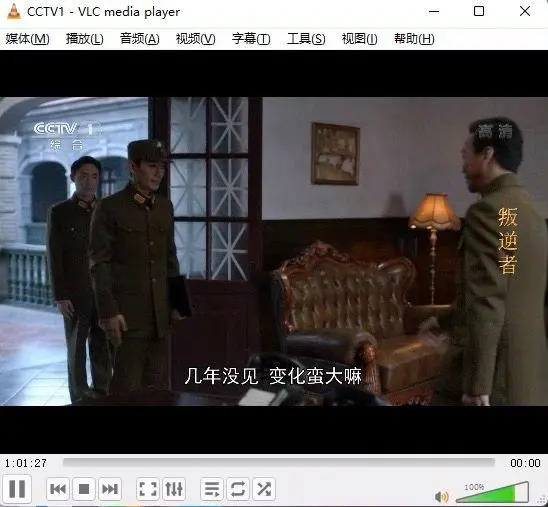 CCTV1 - VLC media player
媒体(M) 播放(L) 音频(A) 视频(V) 字幕(T) 工具(S) 视图(I) 帮助(H)
CCTV 1
综合
高清
叛逆者
几年没见 变化蛮大嘛
1:01:27
00:00
100%